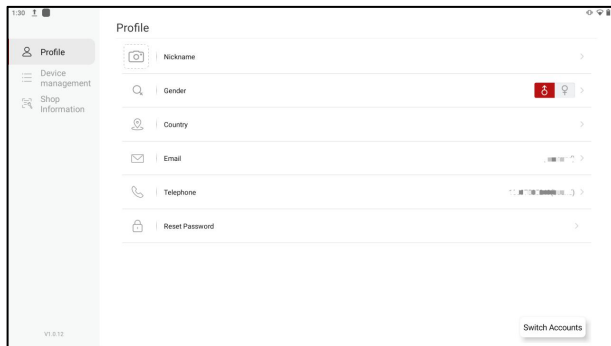 1:30
Profile
Profile
Nickname
Device
management
Gender
Shop
Information
Country
Email
Telephone
Reset Password
Switch Accounts
V1.0.12